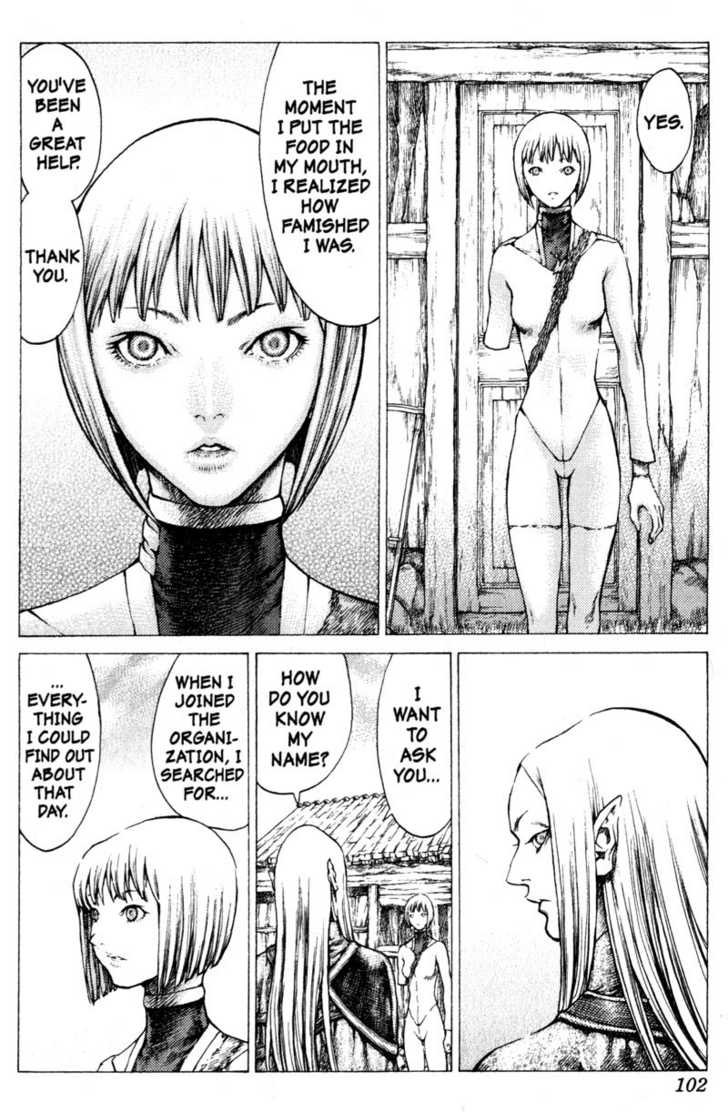 YES.
THE
MOMENT
I PUT THE
FOOD IN
MY MOUTH,
I REALIZED
HOW
FAMISHED
I WAS.
YOU'VE
BEEN
A
GREAT
HELP.
THANK
YOU.
I
WANT
TO
ASK
YOU...
HOW
DO YOU
KNOW
MY
NAME?
WHEN I
JOINED
THE
ORGANI-
ZATION, I
SEARCHED
FOR...
...
EVERY-
THING
I COULD
FIND OUT
ABOUT
THAT
DAY.
102